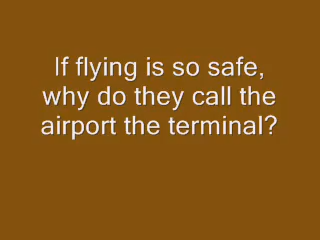 If flying is so safe,
why do they call the
airport the terminal?